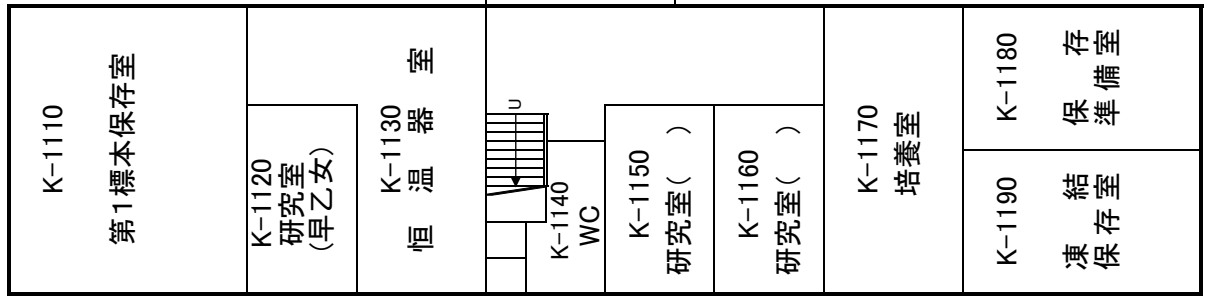 K-1110
第1標本保存室
K-1120
研究室
(早乙女)
K-1130
恒温器室
U
K-1140
WC
K-1150
研究室( )
K-1160
研究室( )
K-1170
培養室
K-1180
保存
準備室
K-1190
凍結
保存室